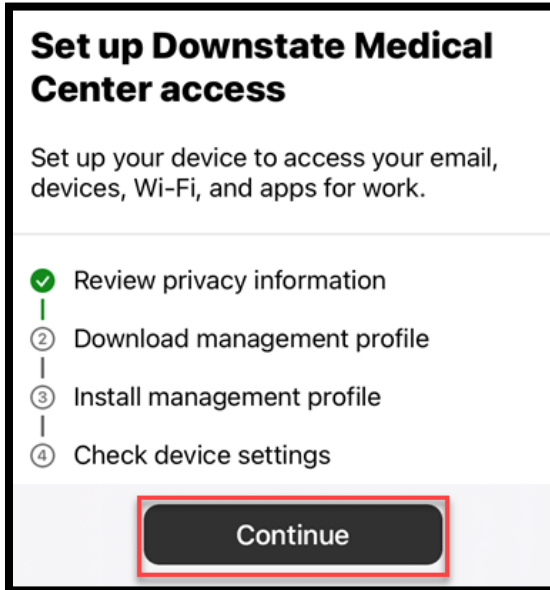 Set up Downstate Medical
Center access
Set up your device to access your email,
devices, Wi-Fi, and apps for work.
Review privacy information
2 Download management profile
3 Install management profile
4 Check device settings
Continue